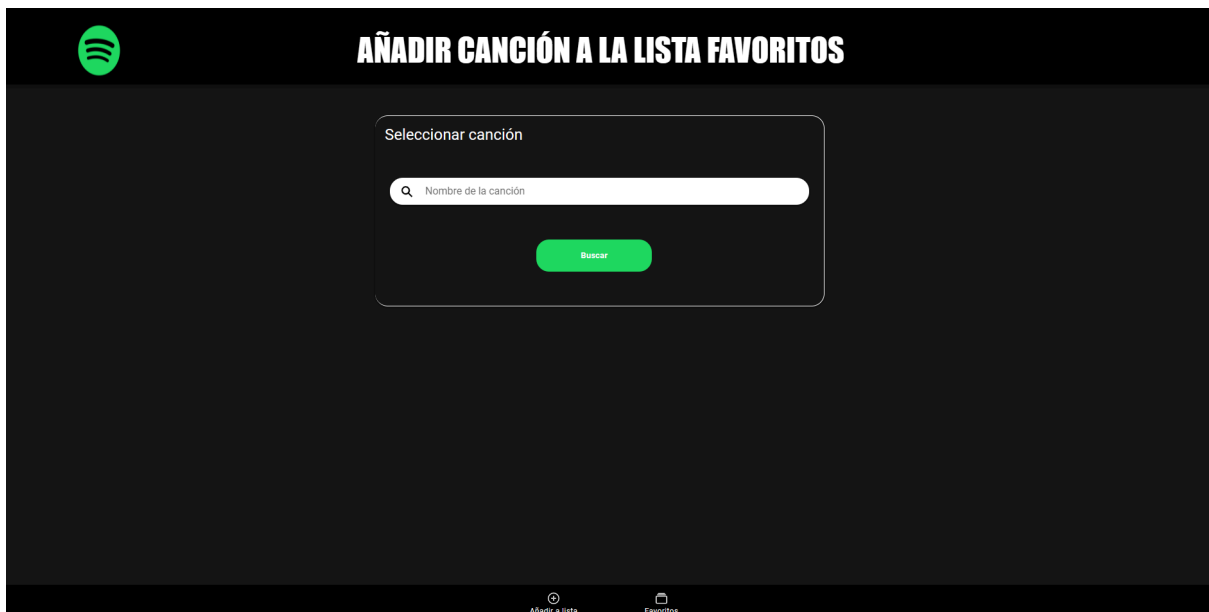 AÑADIR CANCIÓN A LA LISTA FAVORITOS
Seleccionar canción
Nombre de la canción
Buscar
Añadir a lista
Favoritos